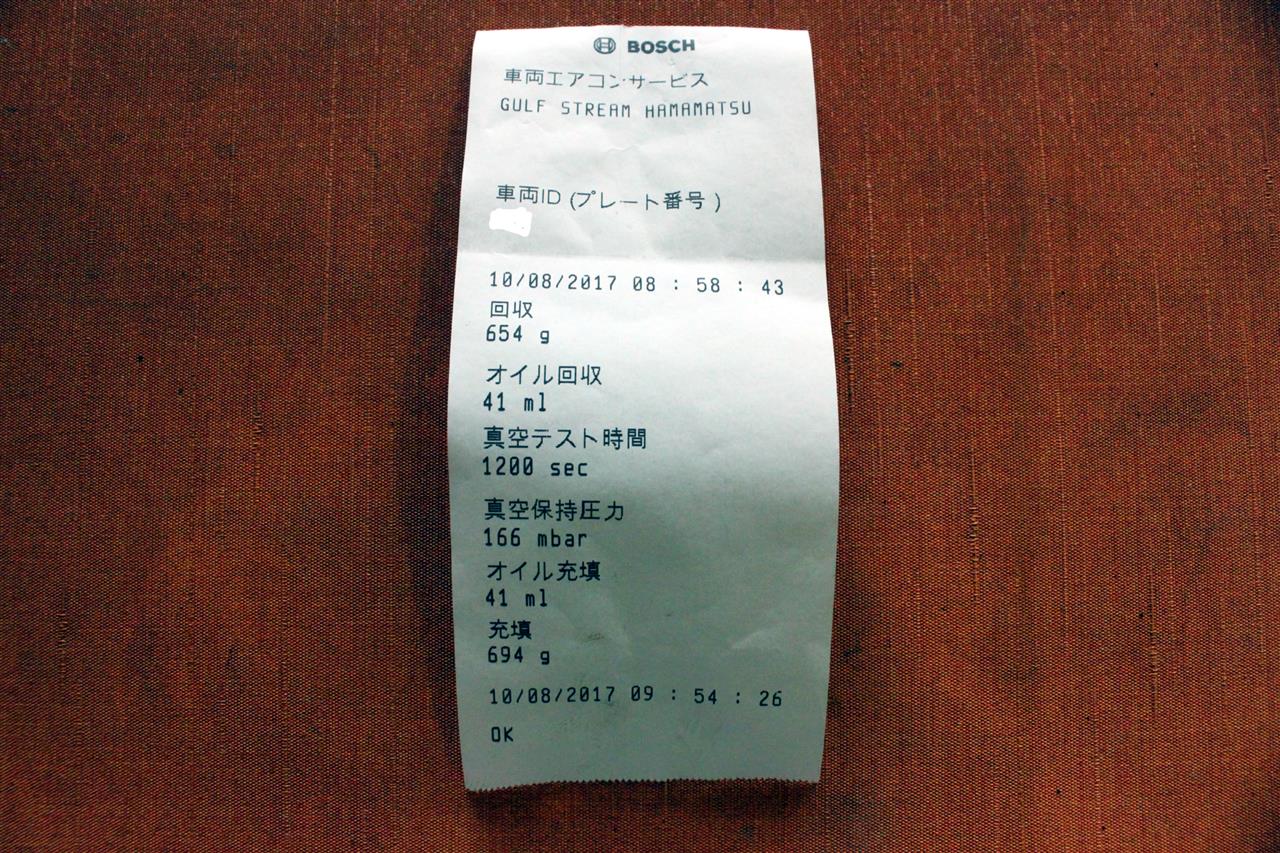 BOSCH
車両エアコンサービス
GULF STREAM HAMAMATSU
車両ID (プレート番号 )
10/08/2017 08 : 58 : 43
回収
654 g
オイル回収
41 ml
真空テスト時間
1200 sec
真空保持圧力
166 mbar
オイル充填
41 ml
充填
694 g
10/08/2017 09 : 54 : 26
OK